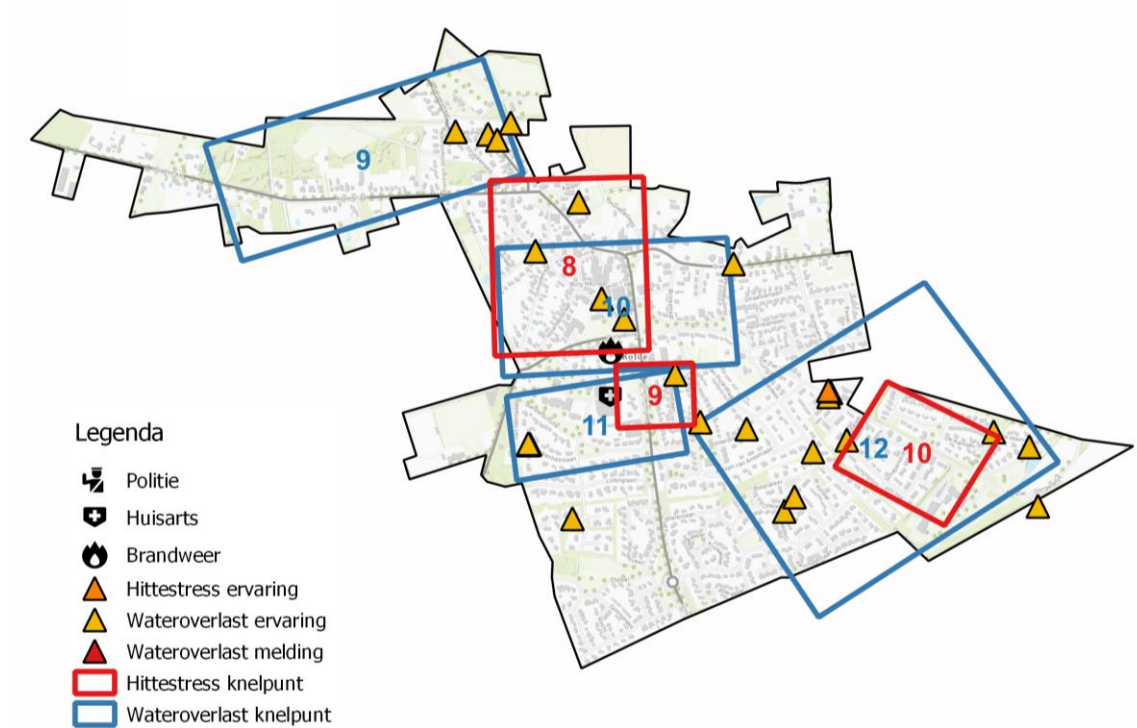 9
8
10
9
11
12
10
Legenda
Politie
Huisarts
Brandweer
Hittestress ervaring
Wateroverlast ervaring
Wateroverlast melding
Hittestress knelpunt
Wateroverlast knelpunt